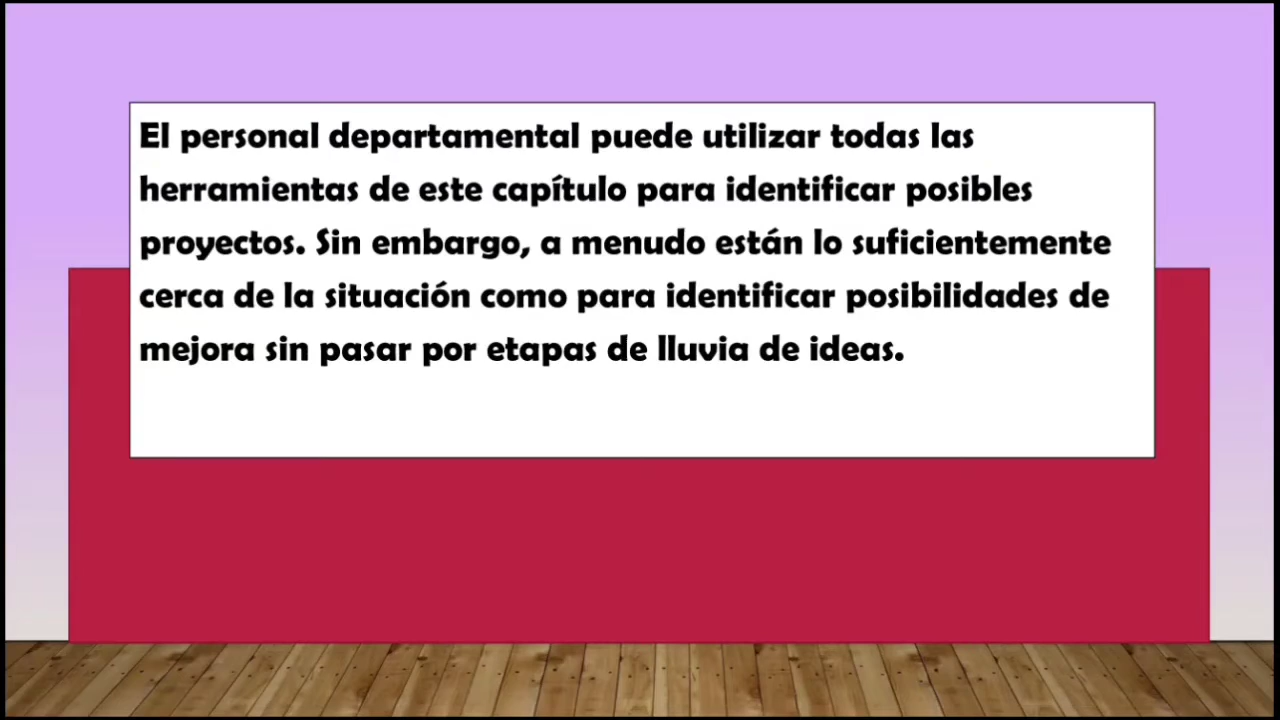 El personal departamental puede utilizar todas las
herramientas de este capítulo para identificar posibles
proyectos. Sin embargo, a menudo están lo suficientemente
cerca de la situación como para identificar posibilidades de
mejora sin pasar por etapas de lluvia de ideas.